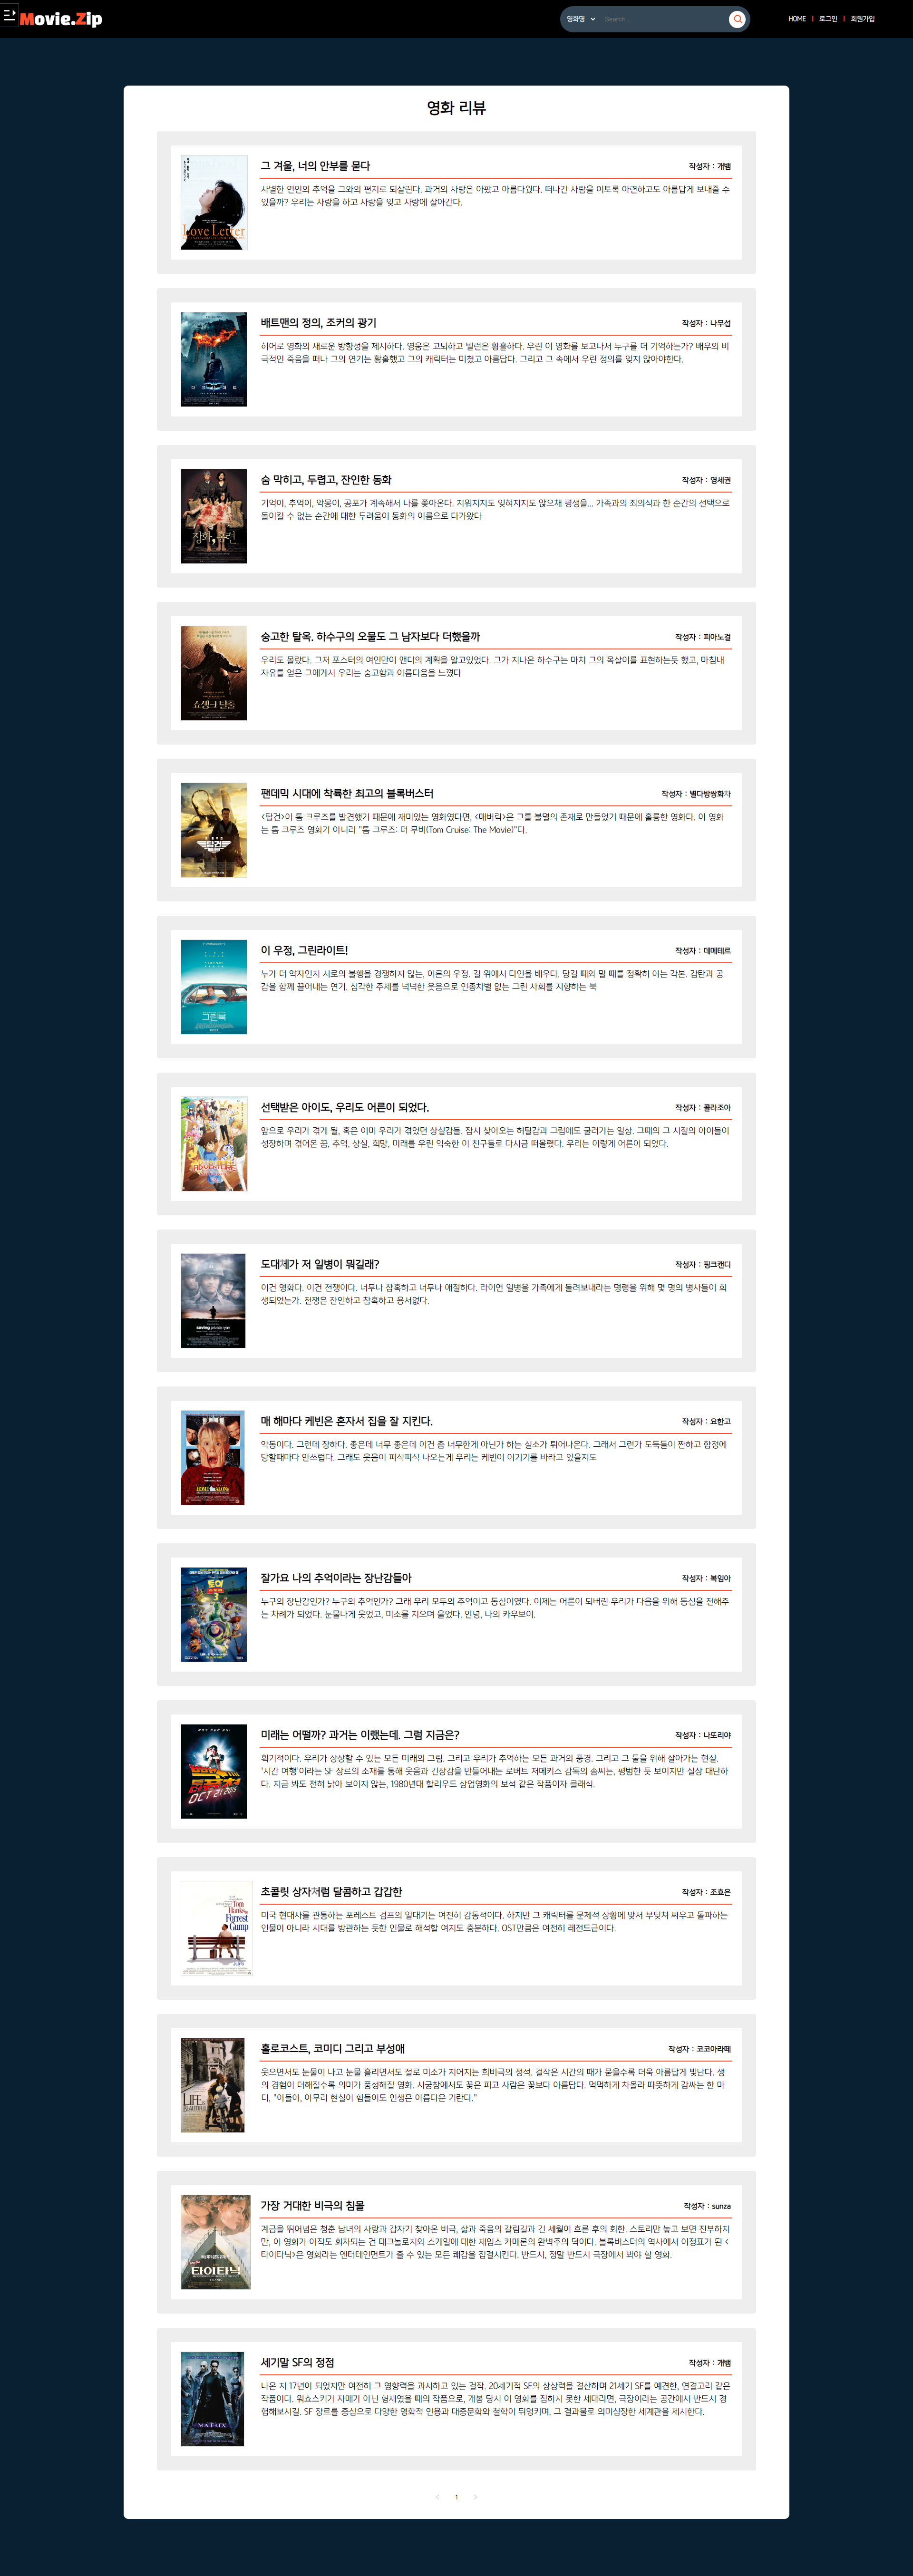 Movie.Zip
영화명
Search..
HOME
로그인
회원가입
영화 리뷰
Love Letter
그 겨울, 너의 안부를 묻다
작성자 : 개뱀
사별한 연인의 추억을 그와의 편지로 되살린다. 과거의 사랑은 아팠고 아름다웠다. 떠나간 사람을 이토록 아련하고도 아름답게 보내줄 수
있을까? 우리는 사랑을 하고 사랑을 잊고 사랑에 살아간다.
배트맨의 정의, 조커의 광기
작성자 : 나무섭
히어로 영화의 새로운 방향성을 제시하다. 영웅은 고뇌하고 빌런은 황홀하다. 우린 이 영화를 보고나서 누구를 더 기억하는가? 배우의 비
극적인 죽음을 떠나 그의 연기는 황홀했고 그의 캐릭터는 미쳤고 아름답다. 그리고 그 속에서 우린 정의를 잊지 않아야한다.
장화, 홍련
숨 막히고, 두렵고, 잔인한 동화
작성자 : 염세권
기억이, 추억이, 악몽이, 공포가 계속해서 나를 쫓아온다. 지워지지도 잊혀지지도 않으채 평생을... 가족과의 죄의식과 한 순간의 선택으로
돌이킬 수 없는 순간에 대한 두려움이 동화의 이름으로 다가왔다
쇼생크 탈출
숭고한 탈옥. 하수구의 오물도 그 남자보다 더했을까
작성자 : 피아노걸
우리도 몰랐다. 그저 포스터의 여인만이 앤디의 계획을 알고있었다. 그가 지나온 하수구는 마치 그의 옥살이를 표현하는듯 했고, 마침내
자유를 얻은 그에게서 우리는 숭고함과 아름다움을 느꼈다
탑건
팬데믹 시대에 착륙한 최고의 블록버스터
작성자 : 별다방쌍화차
<탑건>이 톰 크루즈를 발견했기 때문에 재미있는 영화였다면, <매버릭>은 그를 불멸의 존재로 만들었기 때문에 훌륭한 영화다. 이 영화
는 톰 크루즈 영화가 아니라 "톰 크루즈: 더 무비(Tom Cruise: The Movie)"다.
그린북
이 우정, 그린라이트!
작성자 : 데메테르
누가 더 약자인지 서로의 불행을 경쟁하지 않는, 어른의 우정. 길 위에서 타인을 배우다. 당길 때와 밀 때를 정확히 아는 각본. 감탄과 공
감을 함께 끌어내는 연기. 심각한 주제를 넉넉한 웃음으로 인종차별 없는 그린 사회를 지향하는 북
ADVENTURE
선택받은 아이도, 우리도 어른이 되었다.
작성자 : 콜라조아
앞으로 우리가 겪게 될, 혹은 이미 우리가 겪었던 상실감들. 잠시 찾아오는 허탈감과 그럼에도 굴러가는 일상. 그때의 그 시절의 아이들이
성장하며 겪어온 꿈, 추억, 상실, 희망, 미래를 우린 익숙한 이 친구들로 다시금 떠올렸다. 우리는 이렇게 어른이 되었다.
saving private ryan
도대체가 저 일병이 뭐길래?
작성자 : 핑크캔디
이건 영화다. 이건 전쟁이다. 너무나 참혹하고 너무나 애절하다. 라이언 일병을 가족에게 돌려보내라는 명령을 위해 몇 명의 병사들이 희
생되었는가. 전쟁은 잔인하고 참혹하고 용서없다.
HOME ALONE
매 해마다 케빈은 혼자서 집을 잘 지킨다.
작성자 : 요한고
악동이다. 그런데 장하다. 좋은데 너무 좋은데 이건 좀 너무한게 아닌가 하는 실소가 튀어나온다. 그래서 그런가 도둑들이 짠하고 함정에
당할때마다 안쓰럽다. 그래도 웃음이 피식피식 나오는게 우리는 케빈이 이기기를 바라고 있을지도
3
잘가요 나의 추억이라는 장난감들아
작성자 : 복임아
누구의 장난감인가? 누구의 추억인가? 그래 우리 모두의 추억이고 동심이였다. 이제는 어른이 되버린 우리가 다음을 위해 동심을 전해주
는 차례가 되었다. 눈물나게 웃었고, 미소를 지으며 울었다. 안녕, 나의 카우보이.
OCT 21 2015
미래는 어떨까? 과거는 이랬는데. 그럼 지금은?
작성자 : 나또리야
획기적이다. 우리가 상상할 수 있는 모든 미래의 그림. 그리고 우리가 추억하는 모든 과거의 풍경. 그리고 그 둘을 위해 살아가는 현실.
'시간 여행'이라는 SF 장르의 소재를 통해 웃음과 긴장감을 만들어내는 로버트 저메키스 감독의 솜씨는, 평범한 듯 보이지만 실상 대단하
다. 지금 봐도 전혀 낡아 보이지 않는, 1980년대 할리우드 상업영화의 보석 같은 작품이자 클래식.
Tom
Hanks is
Forrest
Gump
초콜릿 상자처럼 달콤하고 갑갑한
작성자 : 조효은
미국 현대사를 관통하는 포레스트 검프의 일대기는 여전히 감동적이다. 하지만 그 캐릭터를 문제적 상황에 맞서 부딪쳐 싸우고 돌파하는
인물이 아니라 시대를 방관하는 듯한 인물로 해석할 여지도 충분하다. OST만큼은 여전히 레전드급이다.
LIFE IS
BEAUTIFUL
홀로코스트, 코미디 그리고 부성애
작성자 : 코코아라떼
웃으면서도 눈물이 나고 눈물 흘리면서도 절로 미소가 지어지는 희비극의 정석. 걸작은 시간의 때가 묻을수록 더욱 아름답게 빛난다. 생
의 경험이 더해질수록 의미가 풍성해질 영화. 시궁창에서도 꽃은 피고 사람은 꽃보다 아름답다. 먹먹하게 차올라 따뜻하게 감싸는 한 마
디, "아들아, 아무리 현실이 힘들어도 인생은 아름다운 거란다."
타이타닉
가장 거대한 비극의 침몰
작성자 : sunza
계급을 뛰어넘은 청춘 남녀의 사랑과 갑자기 찾아온 비극, 삶과 죽음의 갈림길과 긴 세월이 흐른 후의 회한. 스토리만 놓고 보면 진부하지
만, 이 영화가 아직도 회자되는 건 테크놀로지와 스케일에 대한 제임스 카메론의 완벽주의 덕이다. 블록버스터의 역사에서 이정표가 된 <
타이타닉>은 영화라는 엔터테인먼트가 줄 수 있는 모든 쾌감을 집결시킨다. 반드시, 정말 반드시 극장에서 봐야 할 영화.
MATRIX
세기말 SF의 정점
작성자 : 개뱀
나온 지 17년이 되었지만 여전히 그 영향력을 과시하고 있는 걸작. 20세기적 SF의 상상력을 결산하며 21세기 SF를 예견한, 연결고리 같은
작품이다. 워쇼스키가 자매가 아닌 형제였을 때의 작품으로, 개봉 당시 이 영화를 접하지 못한 세대라면, 극장이라는 공간에서 반드시 경
험해보시길. SF 장르를 중심으로 다양한 영화적 인용과 대중문화와 철학이 뒤엉키며, 그 결과물로 의미심장한 세계관을 제시한다.
1